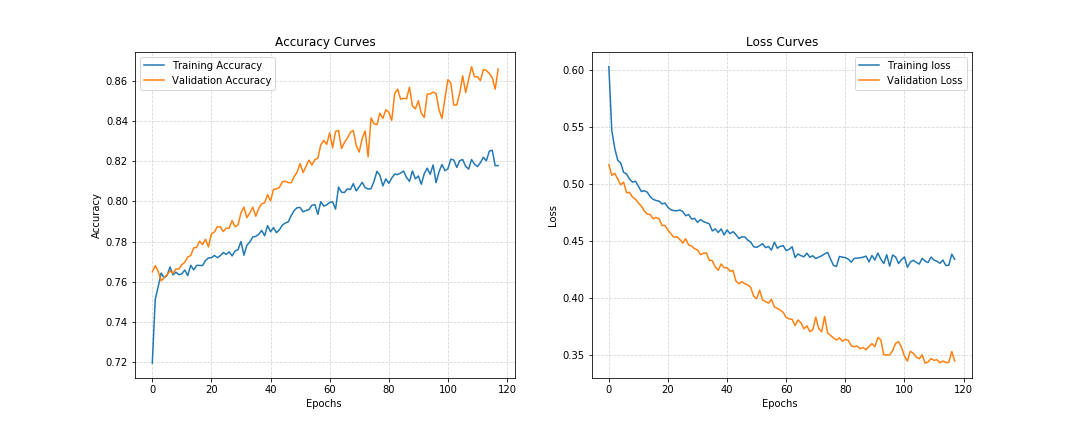 Accuracy Curves
Training Accuracy
Validation Accuracy
Accuracy
0.86
0.84
0.82
0.80
0.78
0.76
0.74
0.72
0
20
40
60
80
100
120
Epochs
Loss Curves
Training loss
Validation Loss
Loss
0.60
0.55
0.50
0.45
0.40
0.35
0
20
40
60
80
100
120
Epochs